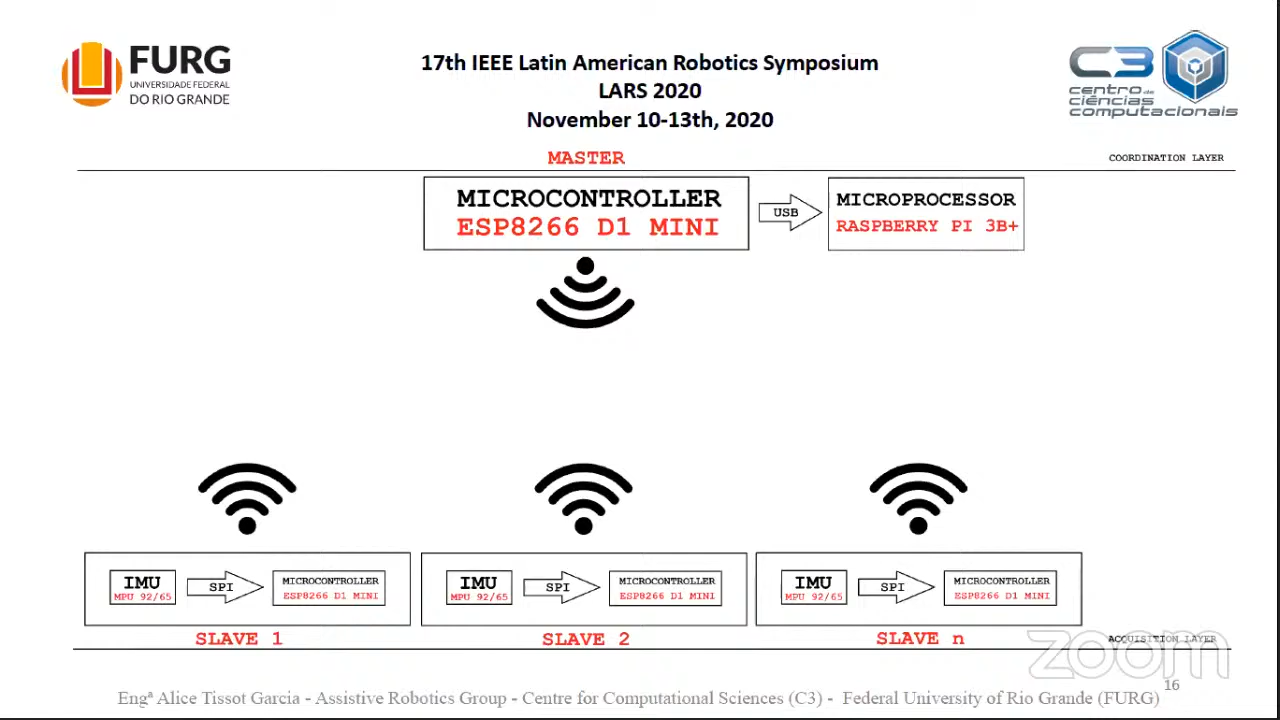 FURG
UNIVERSIDADE FEDERAL
DO RIO GRANDE
17th IEEE Latin American Robotics Symposium
LARS 2020
November 10-13th, 2020
C3
centro de
ciências
computacionais
MASTER
COORDINATION LAYER
MICROCONTROLLER
ESP8266 D1 MINI
USB
MICROPROCESSOR
RASPBERRY PI 3B+
IMU
MPU 92/65
SPI
MICROCONTROLLER
ESP8266 D1 MINI
IMU
MPU 92/65
SPI
MICROCONTROLLER
ESP8266 D1 MINI
IMU
MPU 92/65
SPI
MICROCONTROLLER
ESP8266 D1 MINI
SLAVE 1
SLAVE 2
SLAVE n
ACQUISITION LAYER
zoom
16
Engª Alice Tissot Garcia - Assistive Robotics Group - Centre for Computational Sciences (C3) - Federal University of Rio Grande (FURG)